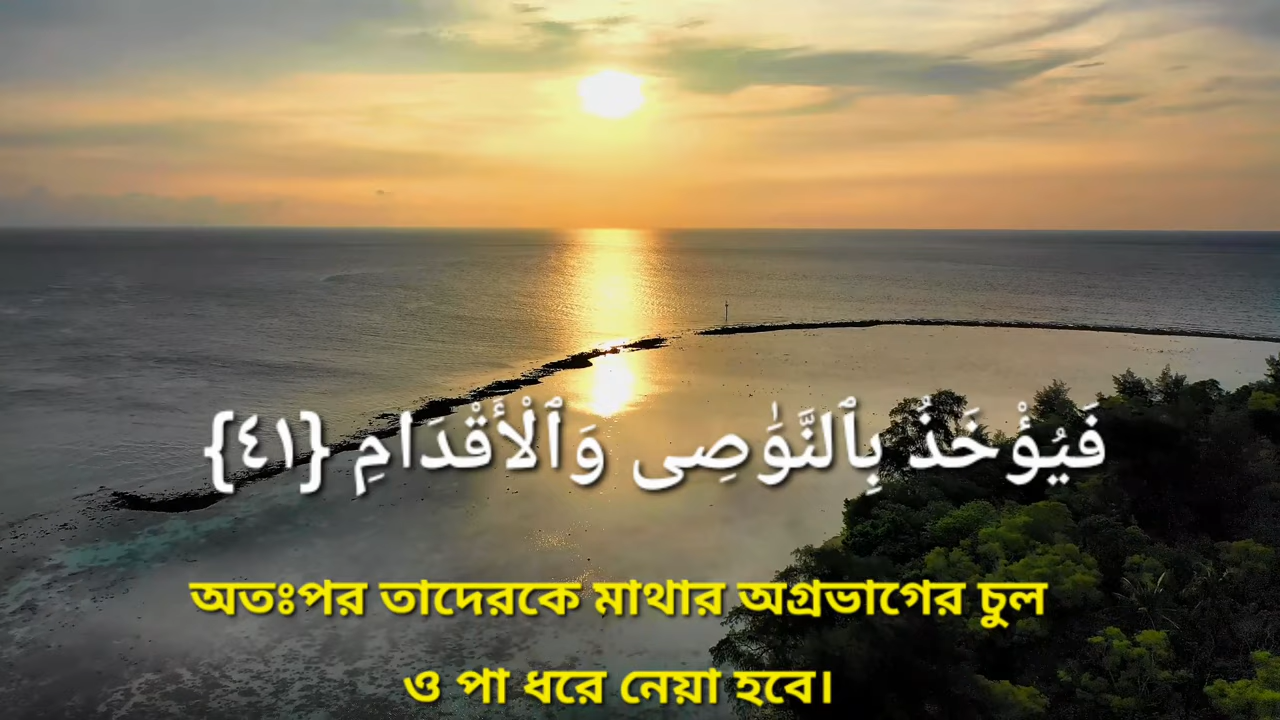 فَيُؤْخَذُ بِٱلنَّوَٰصِى وَٱلْأَقْدَامِ {٤١}
অতঃপর তাদেরকে মাথার অগ্রভাগের চুল
ও পা ধরে নেয়া হবে।